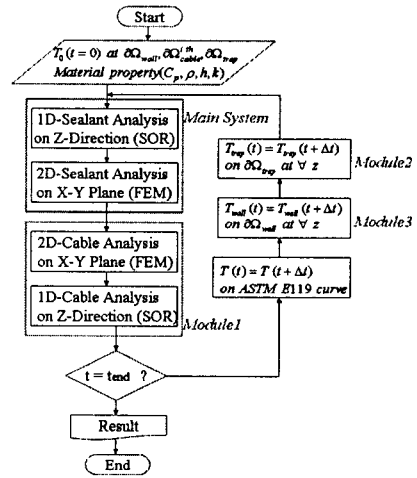 Start
T₀(t=0) at ∂Ω_wall, ∂Ω_cable^i th, ∂Ω_trap
Material property(C_p, ρ, h, k)
Main System
1D-Sealant Analysis
on Z-Direction (SOR)
2D-Sealant Analysis
on X-Y Plane (FEM)
2D-Cable Analysis
on X-Y Plane (FEM)
1D-Cable Analysis
on Z-Direction (SOR)
Module1
t = tend ?
Result
End
T_trap(t) = T_trap(t+Δt)
on ∂Ω_trap at ∀ z
Module2
T_wall(t) = T_wall(t+Δt)
on ∂Ω_wall at ∀ z
Module3
T(t) = T(t+Δt)
on ASTM E119 curve